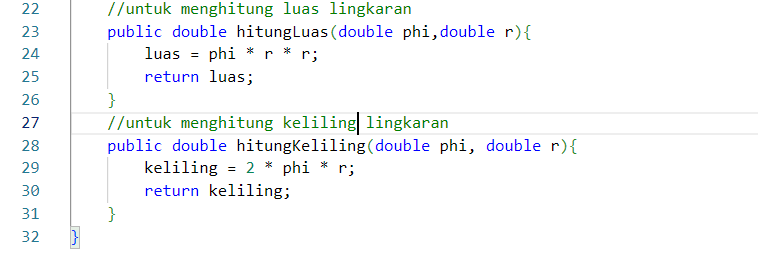 22 //untuk menghitung luas lingkaran
23 public double hitungLuas(double phi,double r){
24 luas = phi * r * r;
25 return luas;
26 }
27 //untuk menghitung keliling lingkaran
28 public double hitungKeliling(double phi, double r){
29 keliling = 2 * phi * r;
30 return keliling;
31 }
32 }